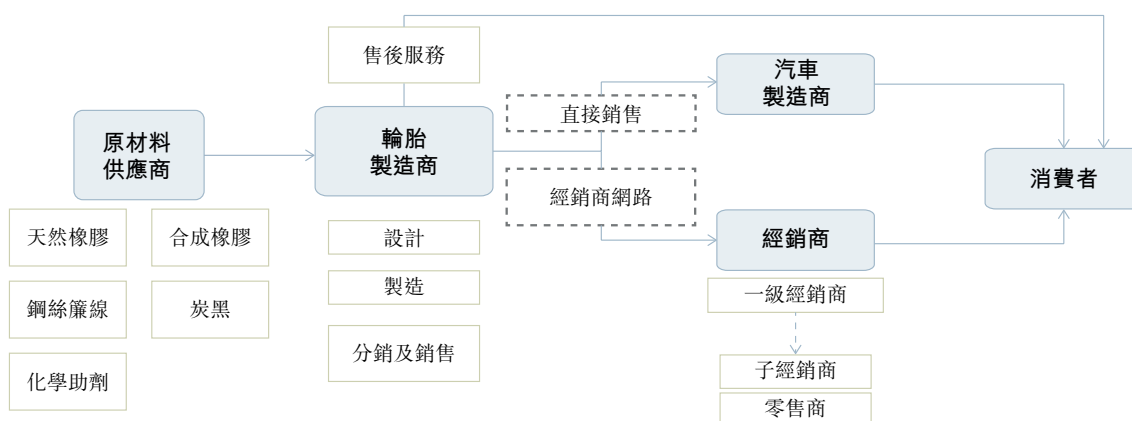 售後服務
原材料
供應商
輪胎
製造商
直接銷售
經銷商網路
汽車
製造商
消費者
天然橡膠
合成橡膠
鋼絲簾線
炭黑
化學助劑
設計
製造
分銷及銷售
經銷商
一級經銷商
子經銷商
零售商